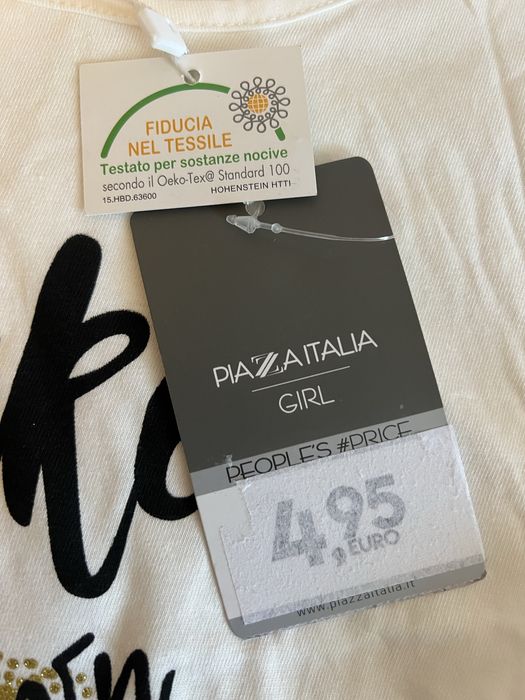 FIDUCIA
NEL TESSILE
Testato per sostanze nocive
secondo il Oeko-Tex@ Standard 100
15.HBD.63600 HOHENSTEIN HTTI
PIAZZA ITALIA
GIRL
PEOPLE'S #PRICE
4,95
EURO
www.piazzaitalia.it